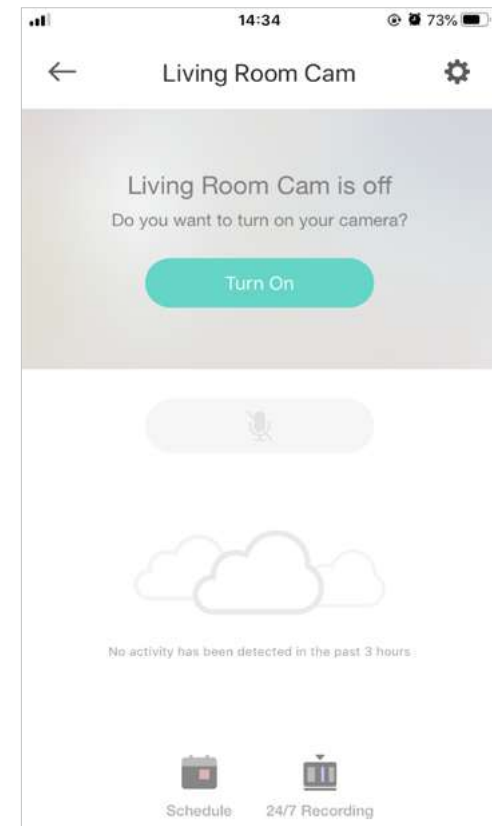 14:34
73%
Living Room Cam
Living Room Cam is off
Do you want to turn on your camera?
Turn On
No activity has been detected in the past 3 hours
Schedule 24/7 Recording